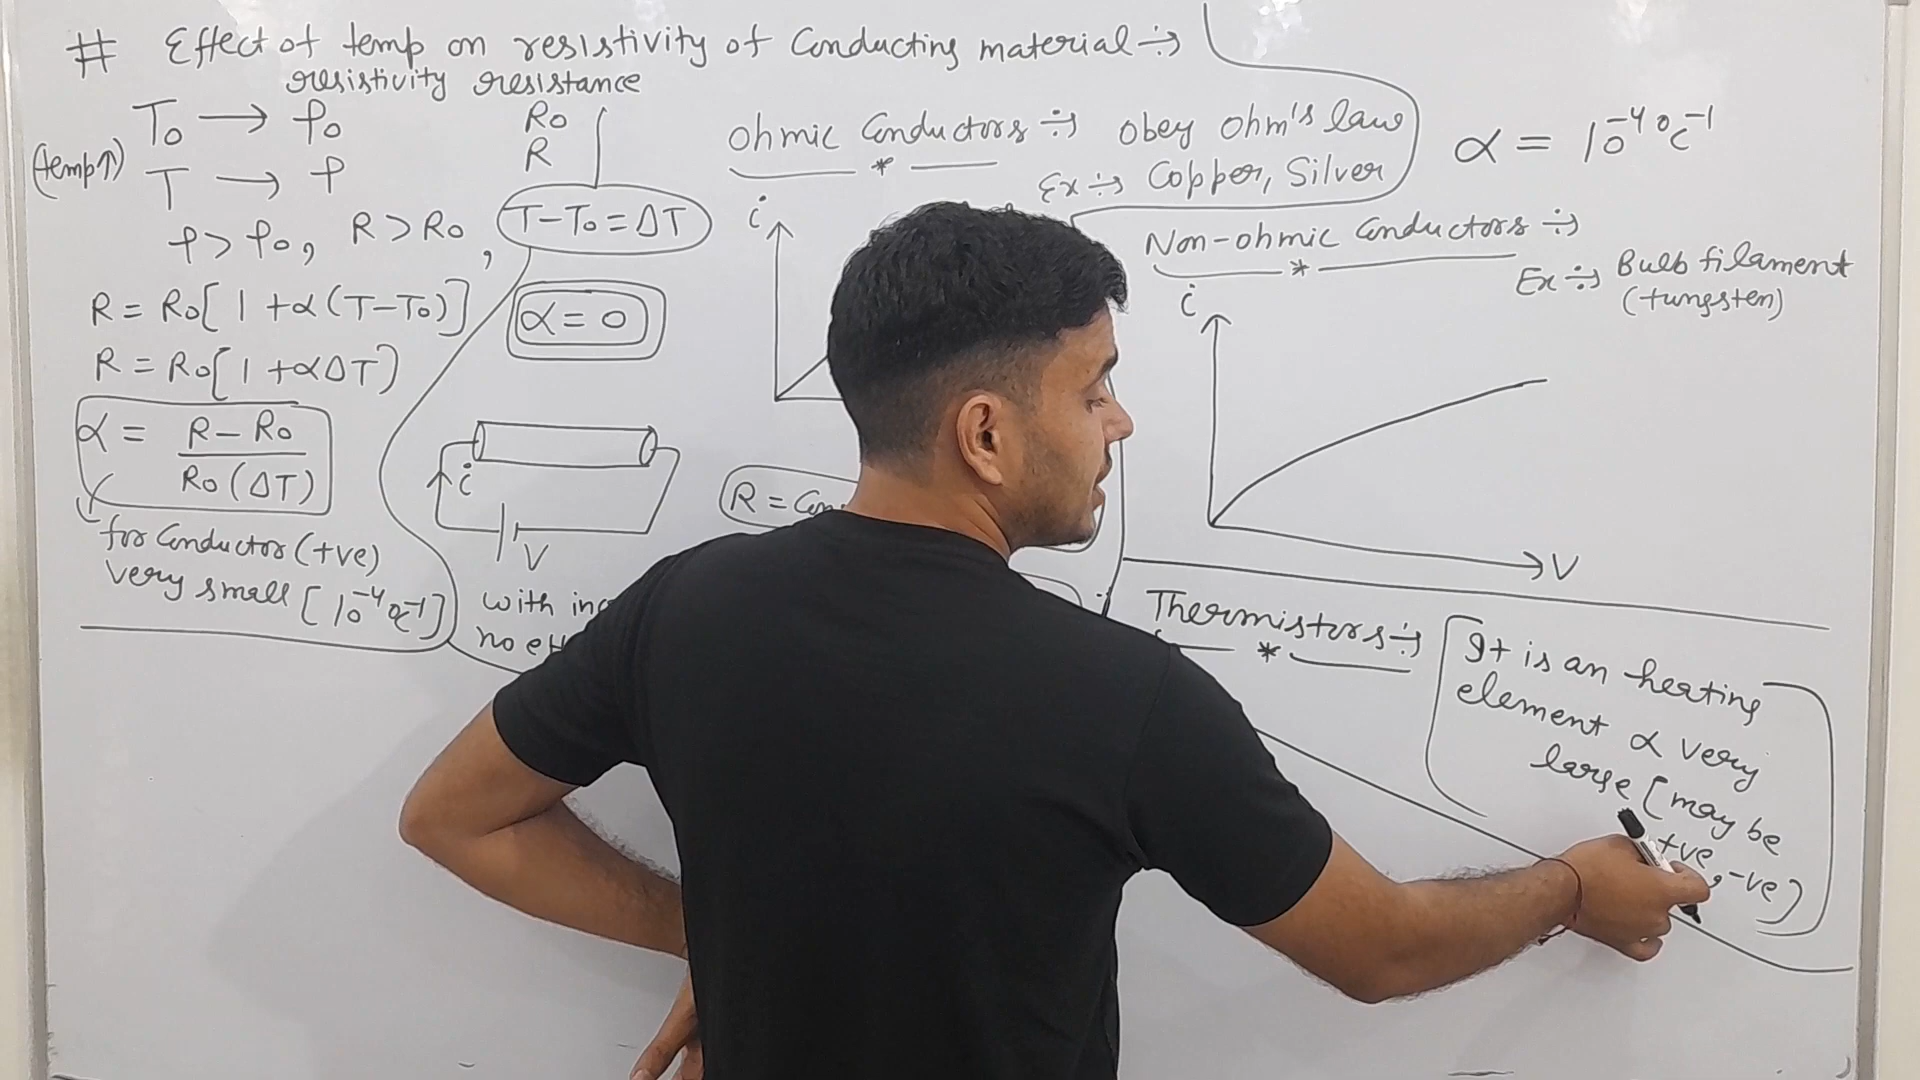 # Effect of temp on resistivity of Conducting material ÷
resistivity resistance
T₀ → ρ₀
R₀
(temp↑)
T → ρ
R
ρ > ρ₀, R > R₀, T-T₀ = ΔT
R = R₀[1 + α(T-T₀)]
α = 0
R = R₀[1 + αΔT)
α = R - R₀ / R₀(ΔT)
for Conductor (+ve)
very small [10⁻⁴ °C⁻¹]
i
V
with inc
no eff
Ohmic Conductors ÷ Obey Ohm's law
Ex ÷ Copper, Silver
i
R = Con
α = 10⁻⁴ °C⁻¹
Non-ohmic Conductors ÷
Ex ÷ Bulb filament
(tungsten)
i
V
Thermistors ÷
It is an heating
element α very
large [may be
+ve, -ve)